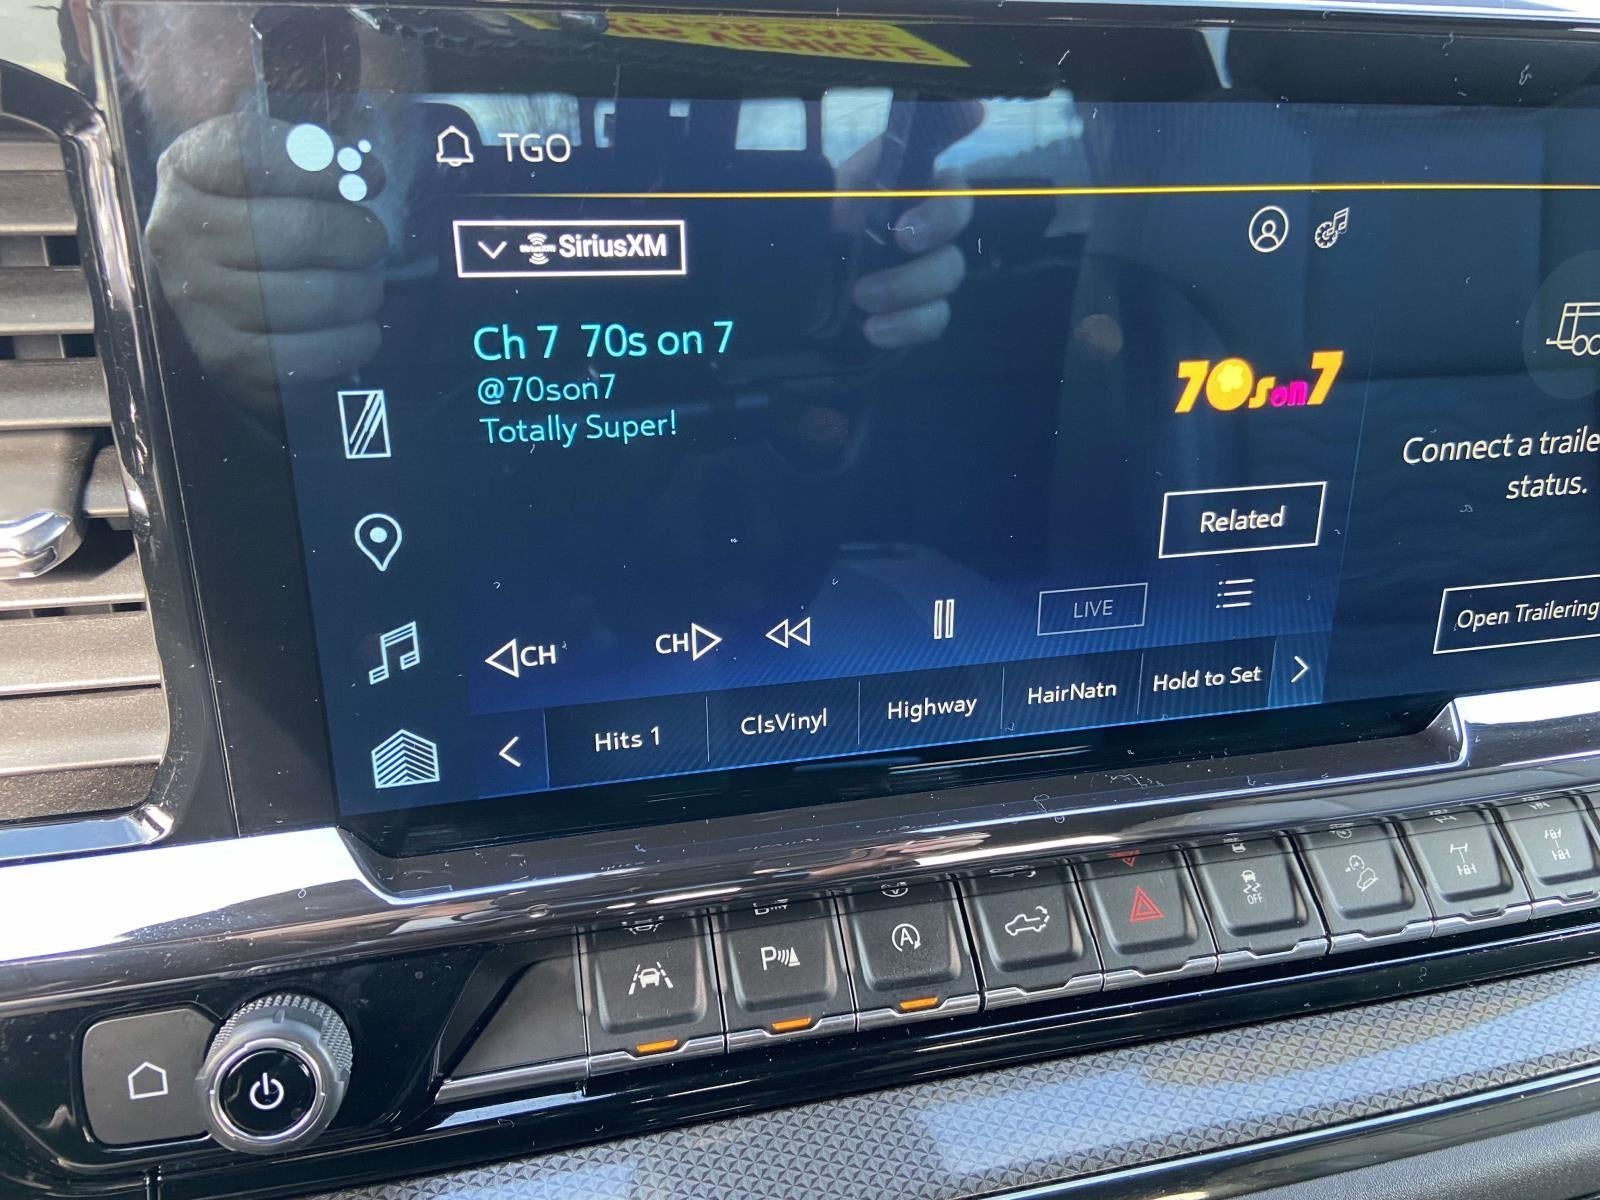 VEHICLE
TGO
SiriusXM
Ch 7 70s on 7
@70son7
Totally Super!
70s on 7
Connect a traile
status.
Related
Open Trailering
CH
CH
LIVE
Hits 1
ClsVinyl
Highway
HairNatn
Hold to Set
P
A
OFF